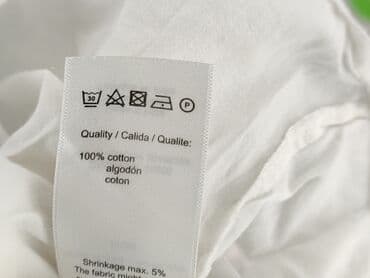 30 P
Quality / Calida / Qualite:
100% cotton
algodón
coton
Shrinkage max. 5%
The fabric might